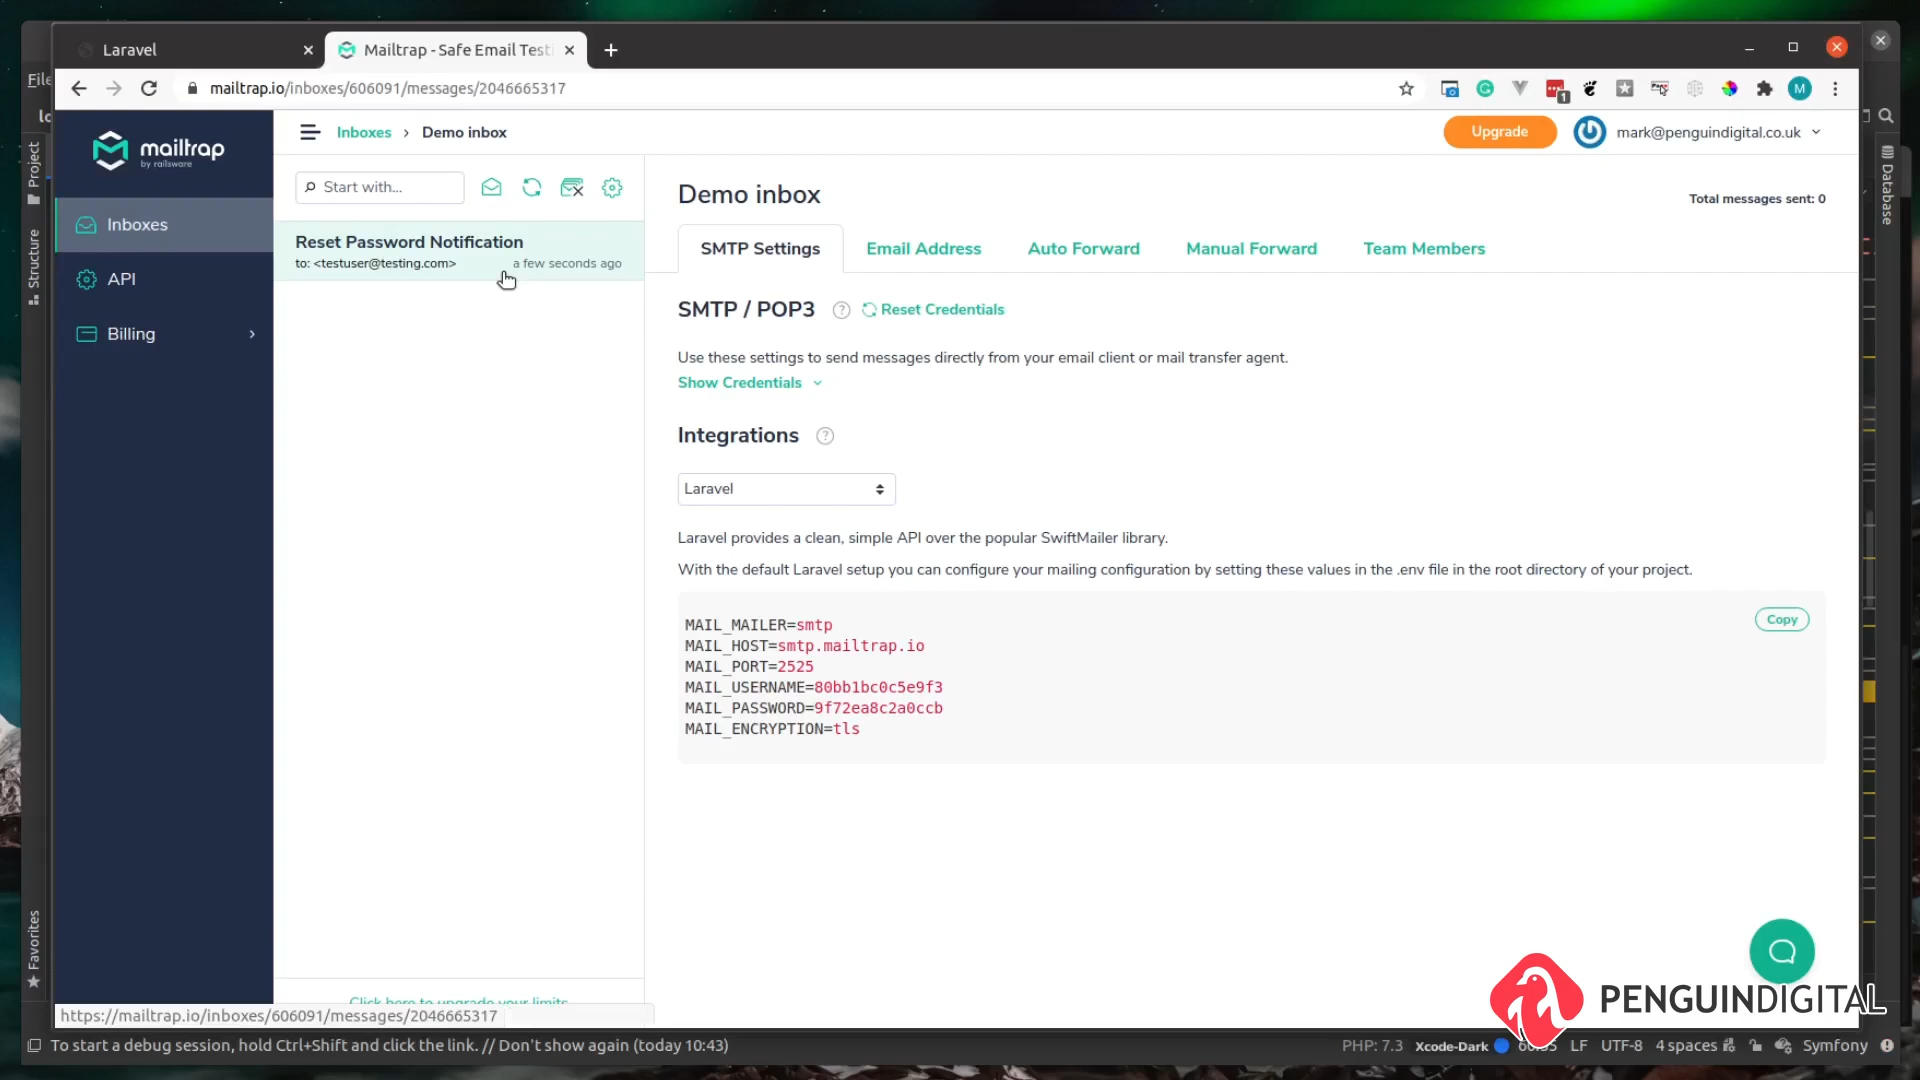 Laravel
Mailtrap - Safe Email Testi
File
mailtrap.io/inboxes/606091/messages/2046665317
1
M
mailtrap
by railsware
Inboxes › Demo inbox
Upgrade
mark@penguindigital.co.uk
Project
Structure
Favorites
Database
Inboxes
API
Billing
Start with...
Reset Password Notification
to: <testuser@testing.com>
a few seconds ago
Demo inbox
Total messages sent: 0
SMTP Settings
Email Address
Auto Forward
Manual Forward
Team Members
SMTP / POP3
Reset Credentials
Use these settings to send messages directly from your email client or mail transfer agent.
Show Credentials
Integrations
Laravel
Laravel provides a clean, simple API over the popular SwiftMailer library.
With the default Laravel setup you can configure your mailing configuration by setting these values in the .env file in the root directory of your project.
Copy
MAIL_MAILER=smtp
MAIL_HOST=smtp.mailtrap.io
MAIL_PORT=2525
MAIL_USERNAME=80bb1bc0c5e9f3
MAIL_PASSWORD=9f72ea8c2a0ccb
MAIL_ENCRYPTION=tls
Click here to upgrade your limits
https://mailtrap.io/inboxes/606091/messages/2046665317
PENGUINDIGITAL
To start a debug session, hold Ctrl+Shift and click the link. // Don't show again (today 10:43)
PHP: 7.3
Xcode-Dark
LF
UTF-8
4 spaces
Symfony